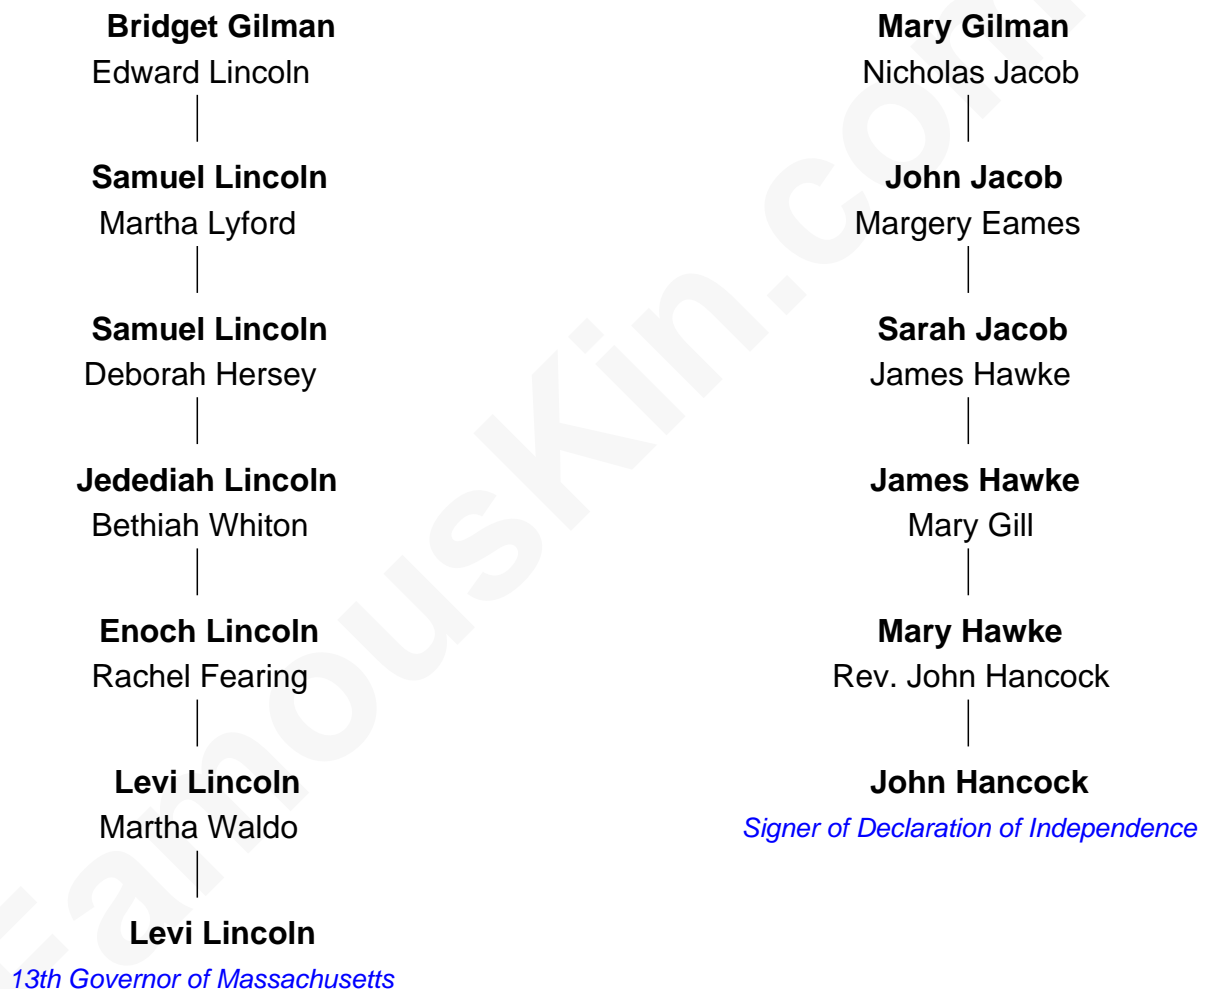 Bridget Gilman
Edward Lincoln
Samuel Lincoln
Martha Lyford
Samuel Lincoln
Deborah Hersey
Jedediah Lincoln
Bethiah Whiton
Enoch Lincoln
Rachel Fearing
Levi Lincoln
Martha Waldo
Levi Lincoln
13th Governor of Massachusetts
Mary Gilman
Nicholas Jacob
John Jacob
Margery Eames
Sarah Jacob
James Hawke
James Hawke
Mary Gill
Mary Hawke
Rev. John Hancock
John Hancock
Signer of Declaration of Independence
FamousKin.com